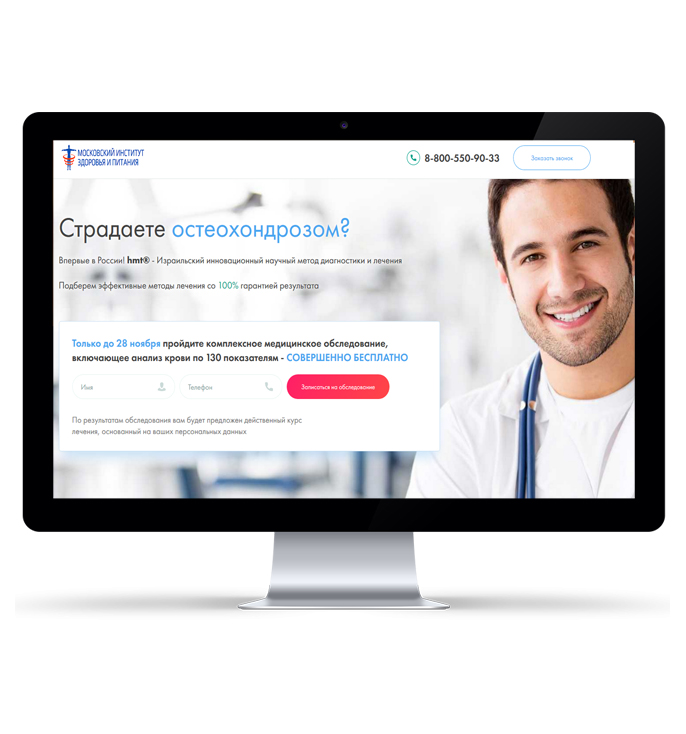 МОСКОВСКИЙ ИНСТИТУТ
ЗДОРОВЬЯ И ПИТАНИЯ
8-800-550-90-33
Заказать звонок
Страдаете остеохондрозом?
Впервые в России! hmt® - Израильский инновационный научный метод диагностики и лечения
Подберем эффективные методы лечения со 100% гарантией результата
Только до 28 ноября пройдите комплексное медицинское обследование,
включающее анализ крови по 130 показателям - СОВЕРШЕННО БЕСПЛАТНО
Имя
Телефон
Записаться на обследование
По результатам обследования вам будет предложен действенный курс
лечения, основанный на ваших персональных данных